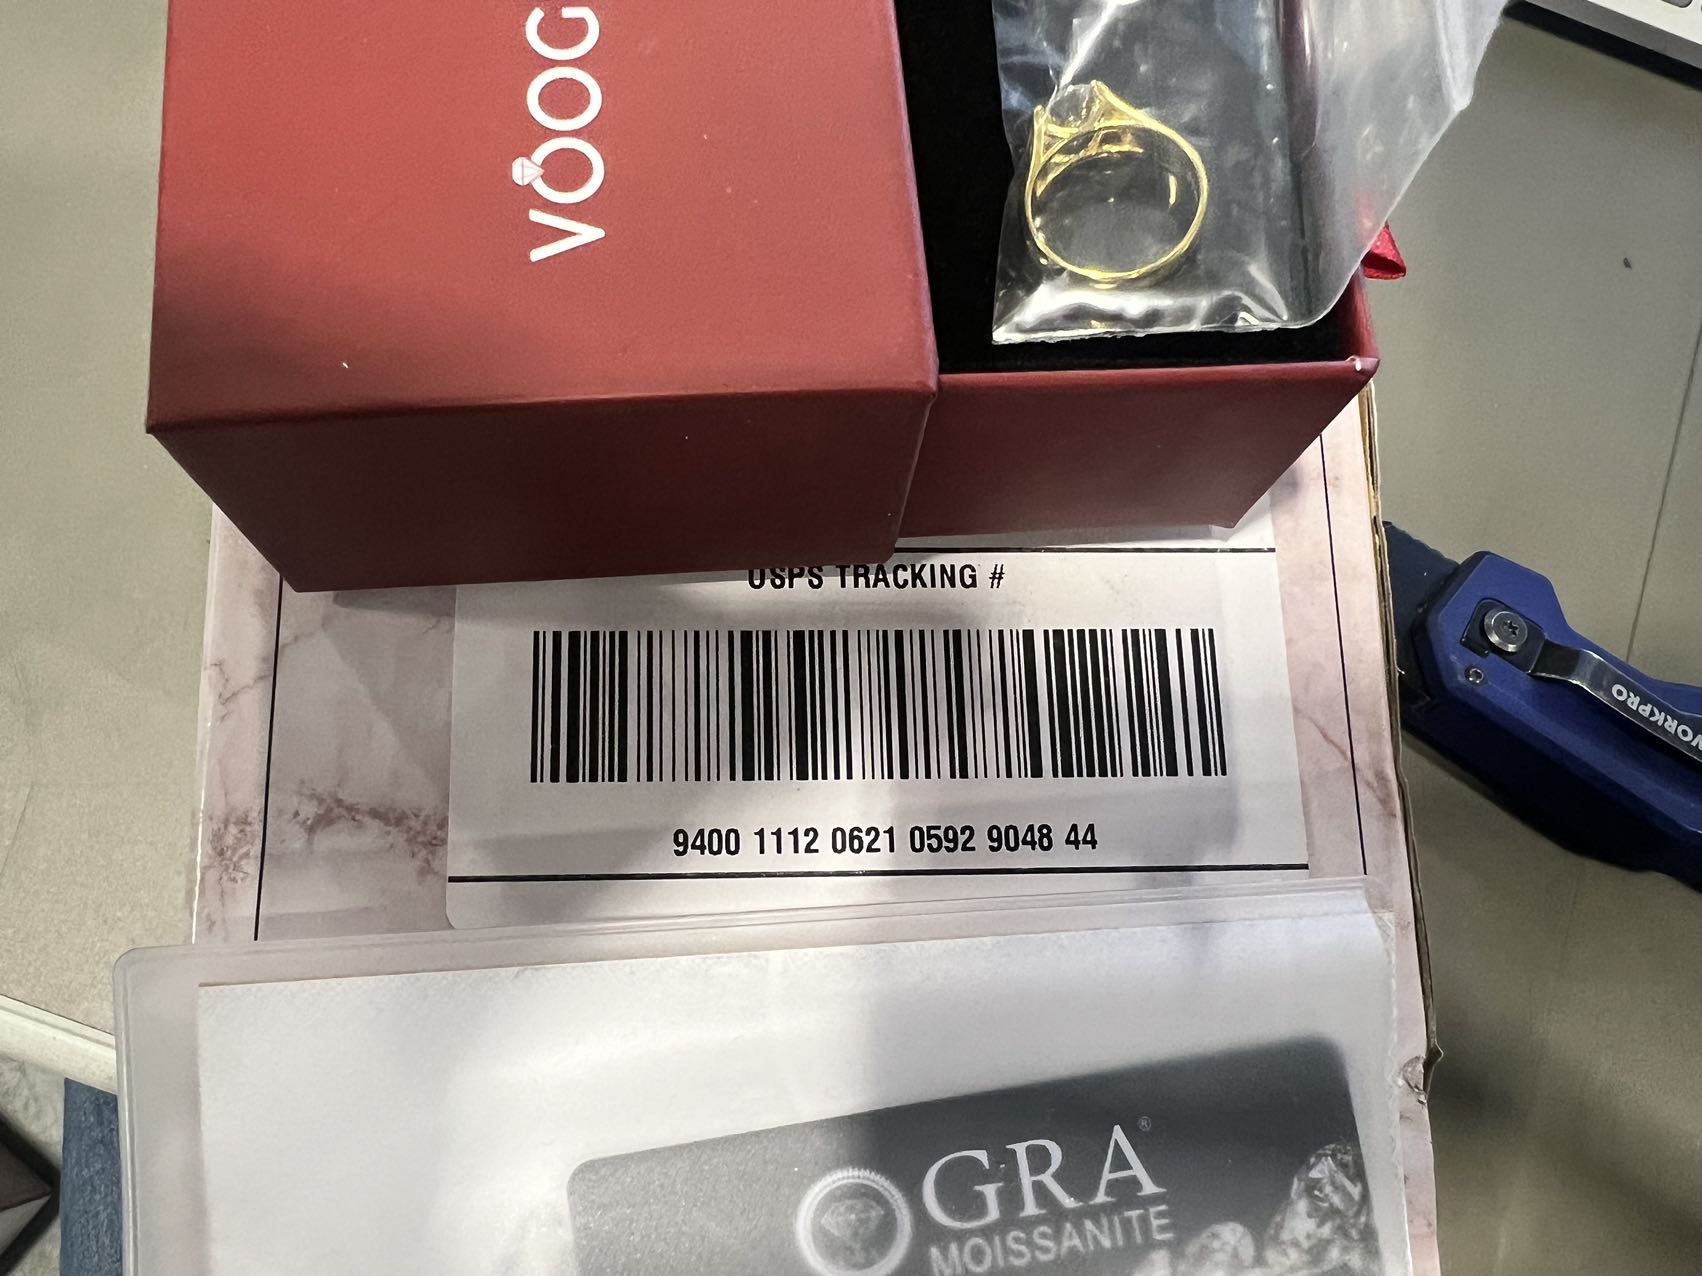 VOOG
USPS TRACKING #
9400 1112 0621 0592 9048 44
WORKPRO
GRA®
MOISSANITE